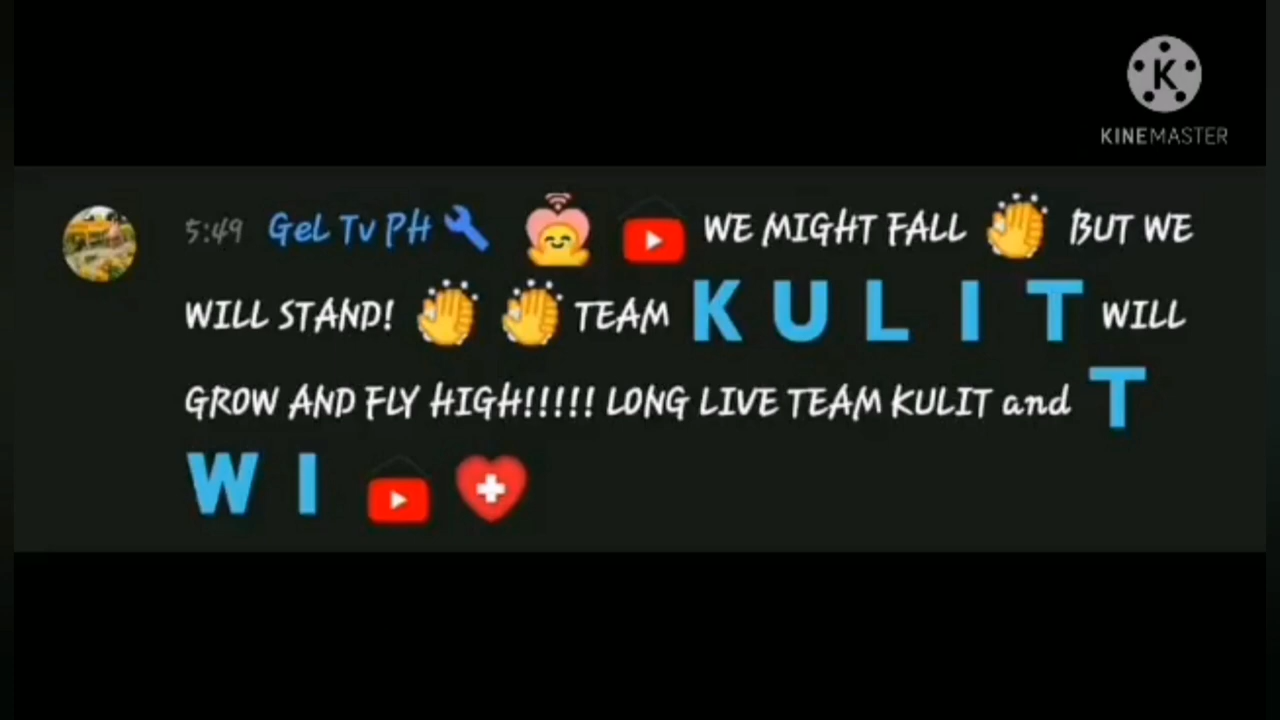 K
KINEMASTER
5:49 Gel Tv PH WE MIGHT FALL BUT WE
WILL STAND! TEAM K U L I T WILL
GROW AND FLY HIGH!!!!! LONG LIVE TEAM KULIT and T
W I